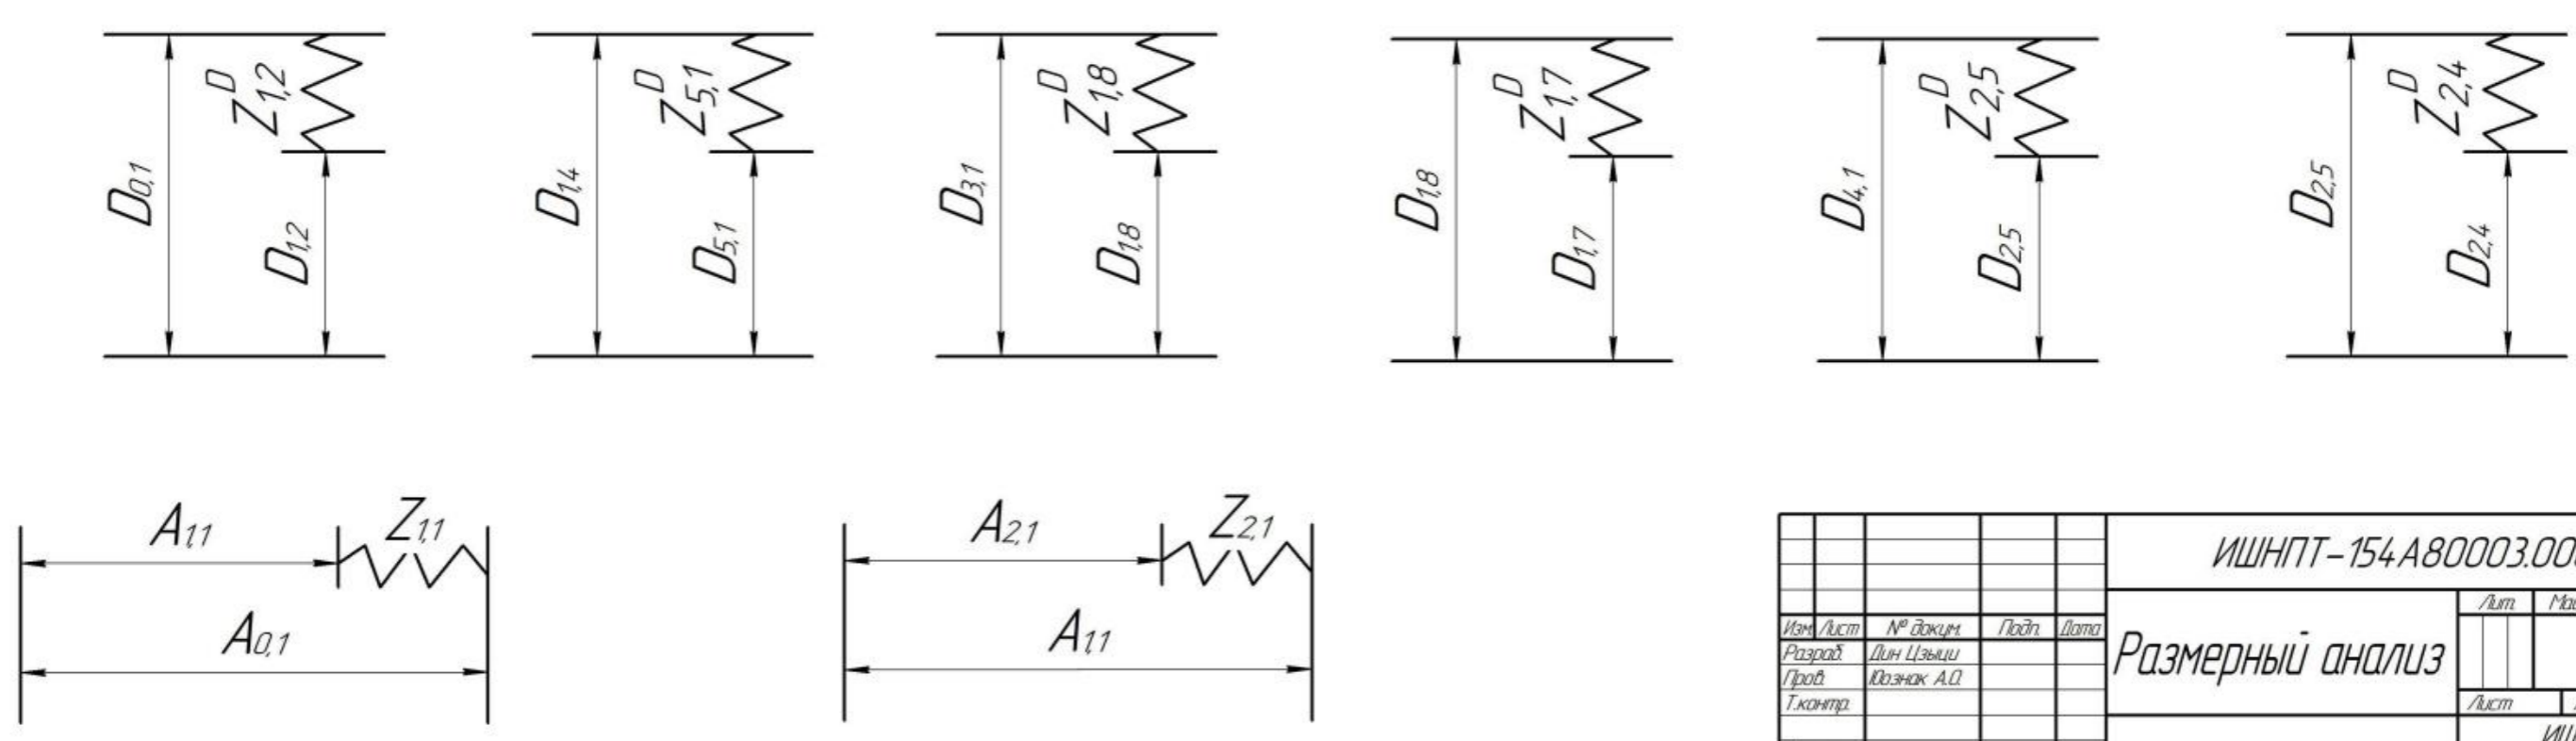 D0,1 Z D 1,2 D1,2
D1,4 Z D 5,1 D5,1
D3,1 Z D 1,8 D1,8
D1,8 Z D 1,7 D1,7
D4,1 Z D 2,5 D2,5
D2,5 Z D 2,4 D2,4
A1,1 Z1,1
A0,1
A2,1 Z2,1
A1,1
ИШНПТ-154А80003.00
Изм Лист № докум. Подп. Дата
Разраб. Дин Цзыци
Пров. Юознак А.О.
Т.контр.
Размерный анализ
Лит.
Лист